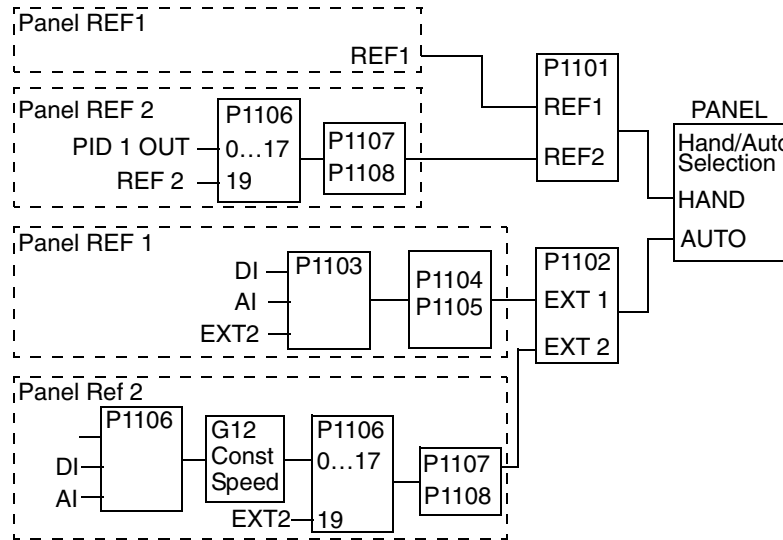 Panel REF1
REF1
P1101
REF1
REF2
PANEL
Hand/Auto
Selection
HAND
AUTO
Panel REF 2
P1106
PID 1 OUT
0...17
REF 2
19
P1107
P1108
Panel REF 1
DI
AI
EXT2
P1103
P1104
P1105
P1102
EXT 1
EXT 2
Panel Ref 2
P1106
DI
AI
G12
Const
Speed
P1106
0...17
EXT2
19
P1107
P1108